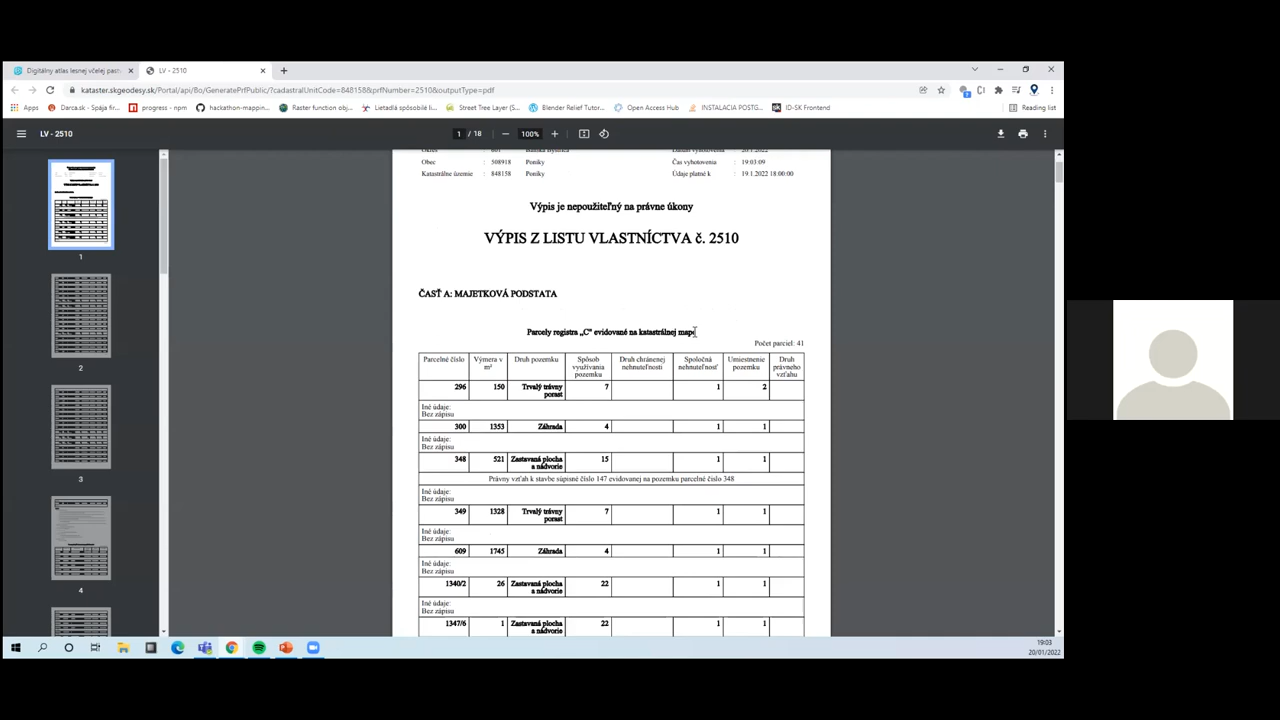 Digitálny atlas lesnej včelej pastv
LV - 2510
kataster.skgeodesy.sk/Portal/api/Bo/GeneratePrfPublic/?cadastralUnitCode=848158&prfNumber=2510&outputType=pdf
Apps Darca.sk - Spája fir... progress - npm hackathon-mappin... Raster function obj... Lietadlá spôsobilé l... Street Tree Layer (S... Blender Relief Tutor... Open Access Hub INSTALACIA POSTG... ID-SK Frontend Reading list
LV - 2510 1 / 18 100%
1
2
3
4
Obec : 508918 Poniky Čas vyhotovenia : 19:03:09
Katastrálne územie : 848158 Poniky Údaje platné k : 19.1.2022 18:00:00
Výpis je nepoužiteľný na právne úkony
VÝPIS Z LISTU VLASTNÍCTVA č. 2510
ČASŤ A: MAJETKOVÁ PODSTATA
Parcely registra „C" evidované na katastrálnej mape
Počet parciel: 41
Parcelné číslo Výmera v m² Druh pozemku Spôsob využívania pozemku Druh chránenej nehnuteľnosti Spoločná nehnuteľnosť Umiestnenie pozemku Druh právneho vzťahu
296 150 Trvalý trávny porast 7 1 2
Iné údaje:
Bez zápisu
300 1353 Záhrada 4 1 1
Iné údaje:
Bez zápisu
348 521 Zastavaná plocha a nádvorie 15 1 1
Právny vzťah k stavbe súpisné číslo 147 evidovanej na pozemku parcelné číslo 348
Iné údaje:
Bez zápisu
349 1328 Trvalý trávny porast 7 1 1
Iné údaje:
Bez zápisu
609 1745 Záhrada 4 1 1
Iné údaje:
Bez zápisu
1340/2 26 Zastavaná plocha a nádvorie 22 1 1
Iné údaje:
Bez zápisu
1347/6 1 Zastavaná plocha a nádvorie 22 1 1
19:03
20/01/2022